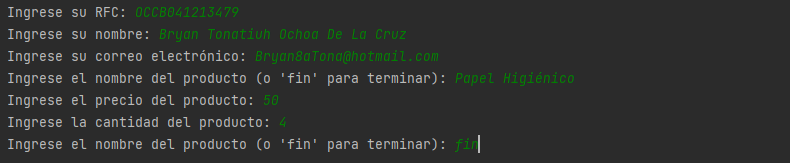 Ingrese su RFC: OCCB041213479
Ingrese su nombre: Bryan Tonatiuh Ochoa De La Cruz
Ingrese su correo electrónico: Bryan8aTona@hotmail.com
Ingrese el nombre del producto (o 'fin' para terminar): Papel Higiénico
Ingrese el precio del producto: 50
Ingrese la cantidad del producto: 4
Ingrese el nombre del producto (o 'fin' para terminar): fin